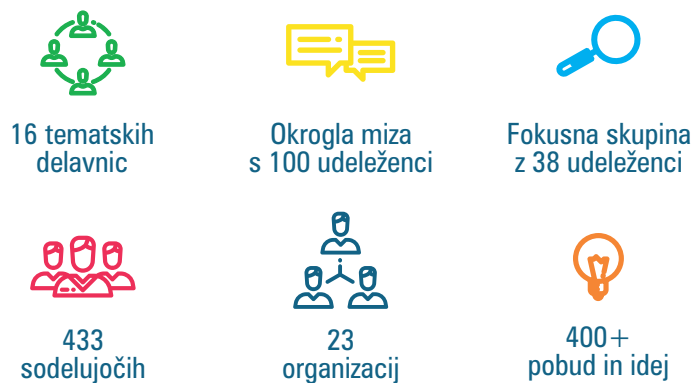 16 tematskih
delavnic
Okrogla miza
s 100 udeleženci
Fokusna skupina
z 38 udeleženci
433
sodelujočih
23
organizacij
400+
pobud in idej